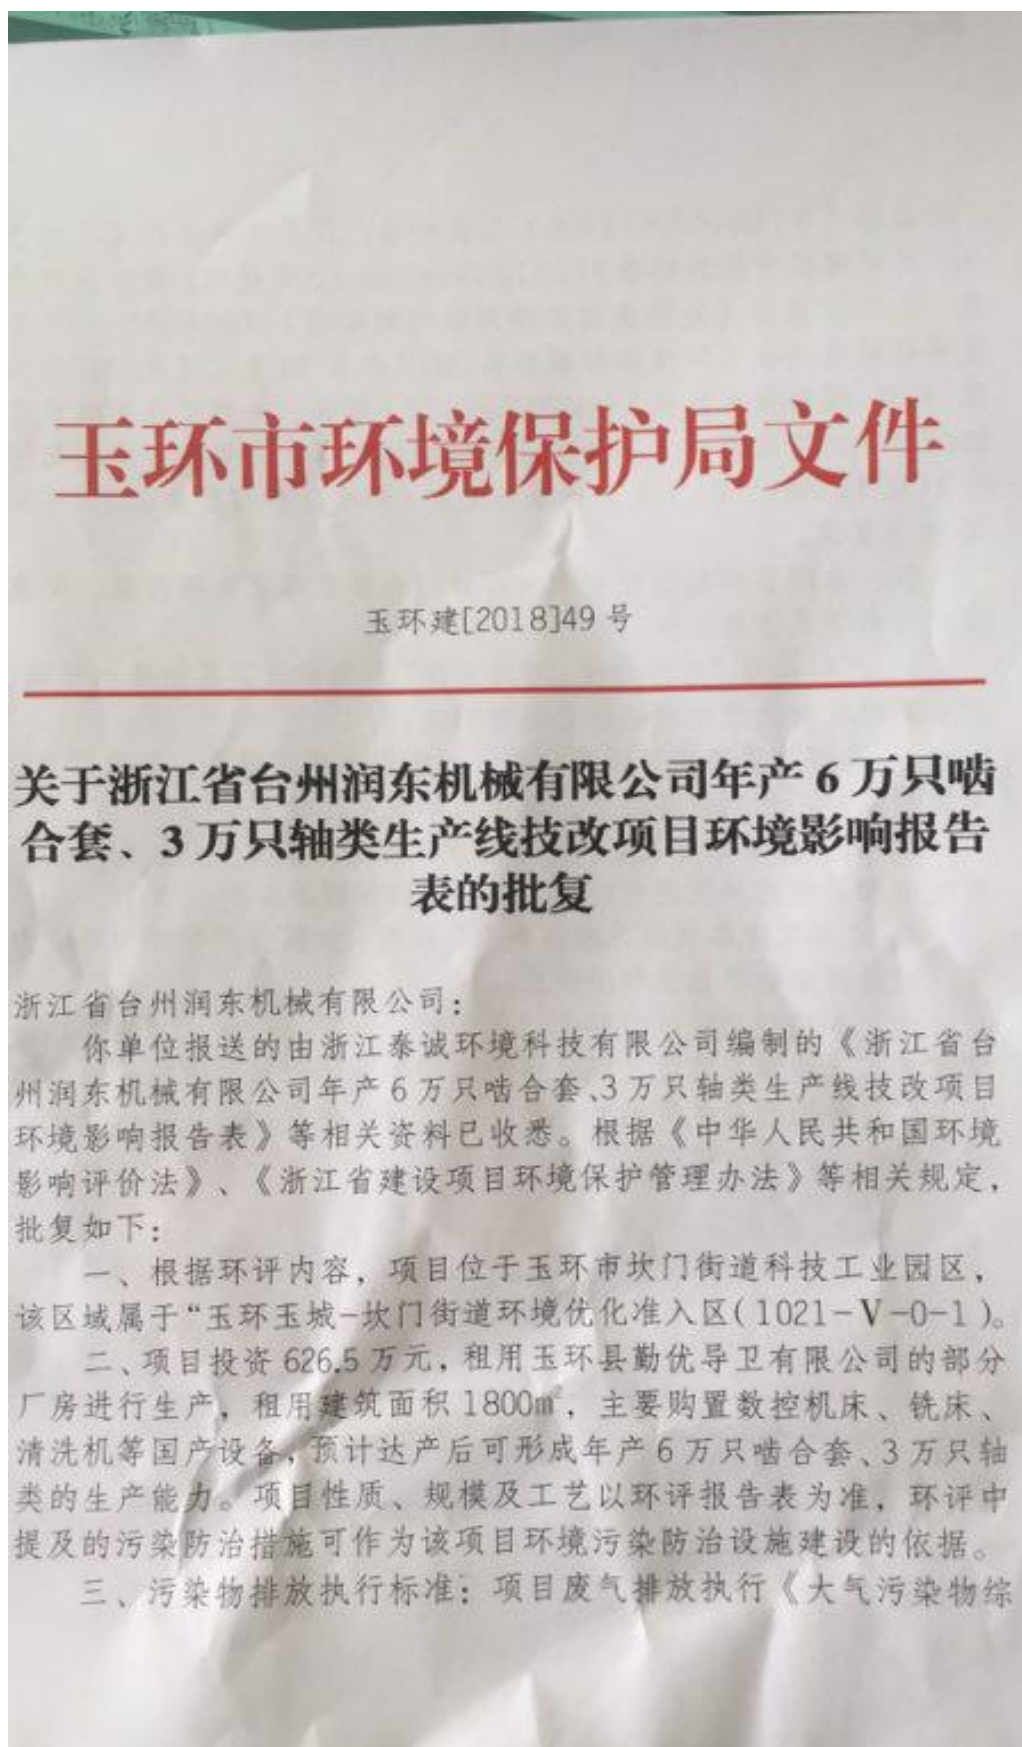 玉环市环境保护局文件
玉环建[2018]49号
关于浙江省台州润东机械有限公司年产6万只啮
合套、3万只轴类生产线技改项目环境影响报告
表的批复
浙江省台州润东机械有限公司：
你单位报送的由浙江泰诚环境科技有限公司编制的《浙江省台
州润东机械有限公司年产6万只啮合套、3万只轴类生产线技改项目
环境影响报告表》等相关资料已收悉。根据《中华人民共和国环境
影响评价法》、《浙江省建设项目环境保护管理办法》等相关规定，
批复如下：
一、根据环评内容，项目位于玉环市坎门街道科技工业园区，
该区域属于“玉环玉城-坎门街道环境优化准入区(1021-Ⅴ-0-1)。
二、项目投资626.5万元，租用玉环县勤优导卫有限公司的部分
厂房进行生产，租用建筑面积1800㎡，主要购置数控机床、铣床、
清洗机等国产设备，预计达产后可形成年产6万只啮合套、3万只轴
类的生产能力。项目性质、规模及工艺以环评报告表为准，环评中
提及的污染防治措施可作为该项目环境污染防治设施建设的依据。
三、污染物排放执行标准：项目废气排放执行《大气污染物综